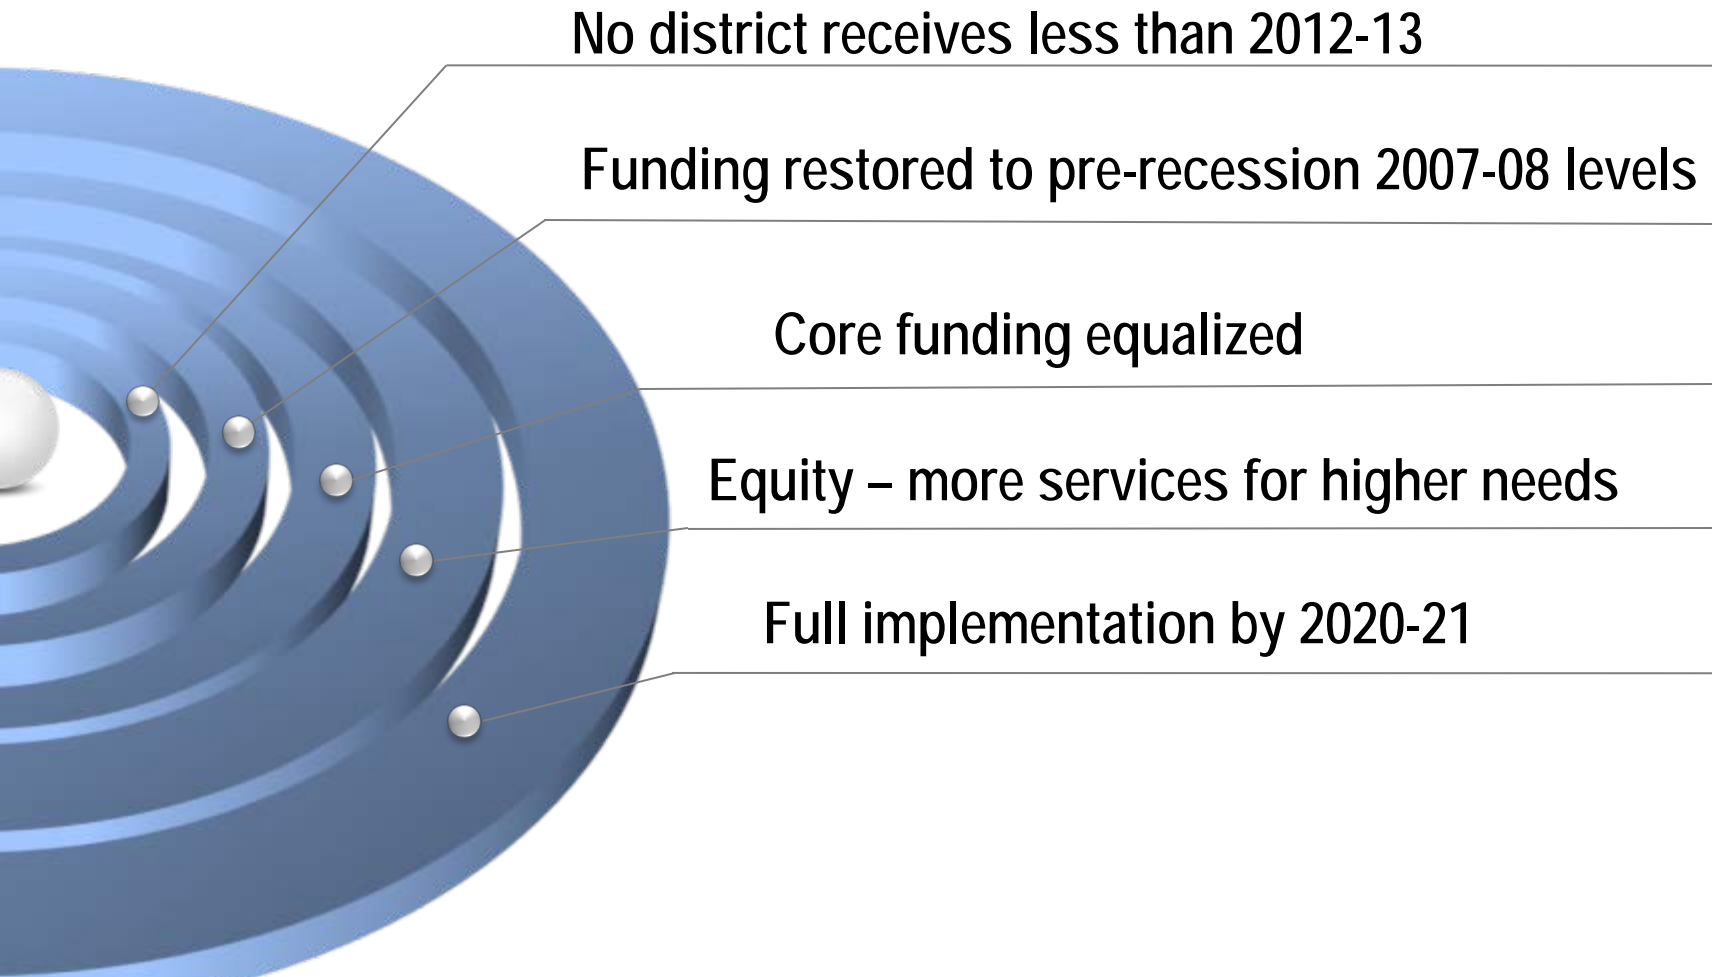 No district receives less than 2012-13
Funding restored to pre-recession 2007-08 levels
Core funding equalized
Equity – more services for higher needs
Full implementation by 2020-21